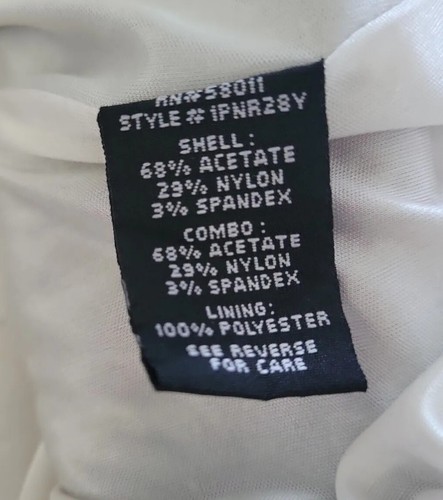 RN#58011
STYLE # 1PNR28Y
SHELL:
68% ACETATE
29% NYLON
3% SPANDEX
COMBO:
68% ACETATE
29% NYLON
3% SPANDEX
LINING:
100% POLYESTER
SEE REVERSE
FOR CARE